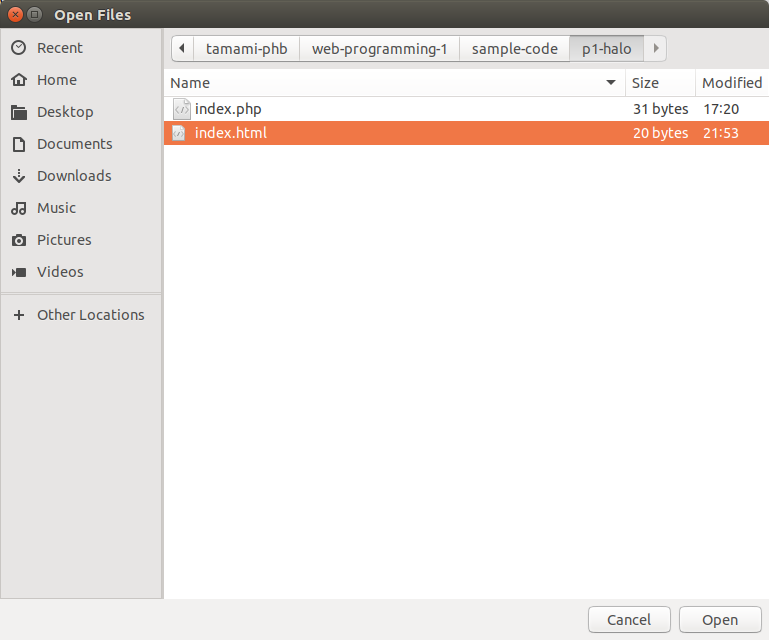 Open Files
Recent
Home
Desktop
Documents
Downloads
Music
Pictures
Videos
Other Locations
tamami-phb web-programming-1 sample-code p1-halo
Name Size Modified
index.php 31 bytes 17:20
index.html 20 bytes 21:53
Cancel Open